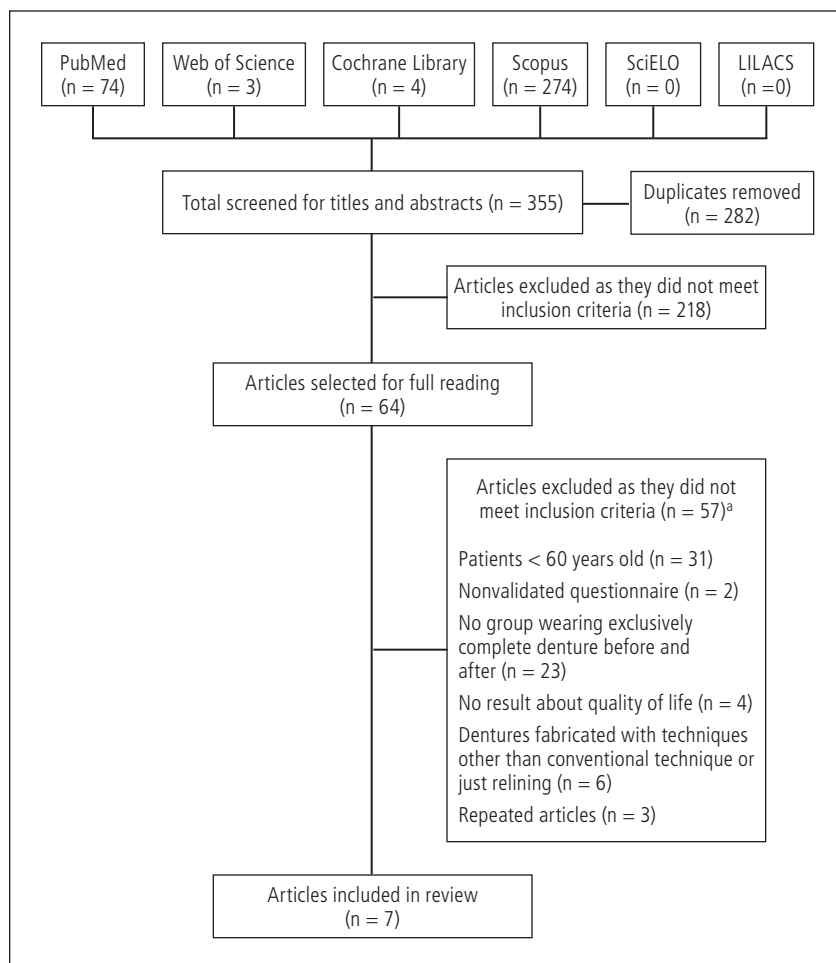 PubMed
(n = 74)
Web of Science
(n = 3)
Cochrane Library
(n = 4)
Scopus
(n = 274)
SciELO
(n = 0)
LILACS
(n =0)
Total screened for titles and abstracts (n = 355)
Duplicates removed
(n = 282)
Articles excluded as they did not meet
inclusion criteria (n = 218)
Articles selected for full reading
(n = 64)
Articles excluded as they did not
meet inclusion criteria (n = 57)ᵃ
Patients < 60 years old (n = 31)
Nonvalidated questionnaire (n = 2)
No group wearing exclusively
complete denture before and
after (n = 23)
No result about quality of life (n = 4)
Dentures fabricated with techniques
other than conventional technique or
just relining (n = 6)
Repeated articles (n = 3)
Articles included in review
(n = 7)